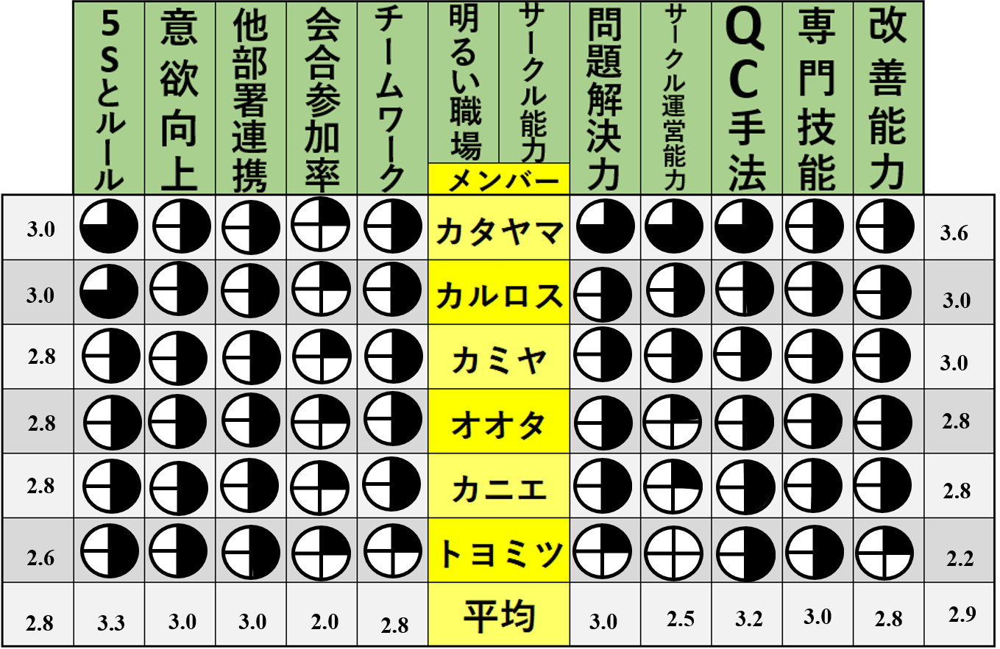 5Sとルール
意欲向上
他部署連携
会合参加率
チームワーク
明るい職場
サークル能力
問題解決力
サークル運営能力
QC手法
専門技能
改善能力
メンバー
3.0 カタヤマ 3.6
3.0 カルロス 3.0
2.8 カミヤ 3.0
2.8 オオタ 2.8
2.8 カニエ 2.8
2.6 トヨミツ 2.2
2.8 3.3 3.0 3.0 2.0 2.8 平均 3.0 2.5 3.2 3.0 2.8 2.9